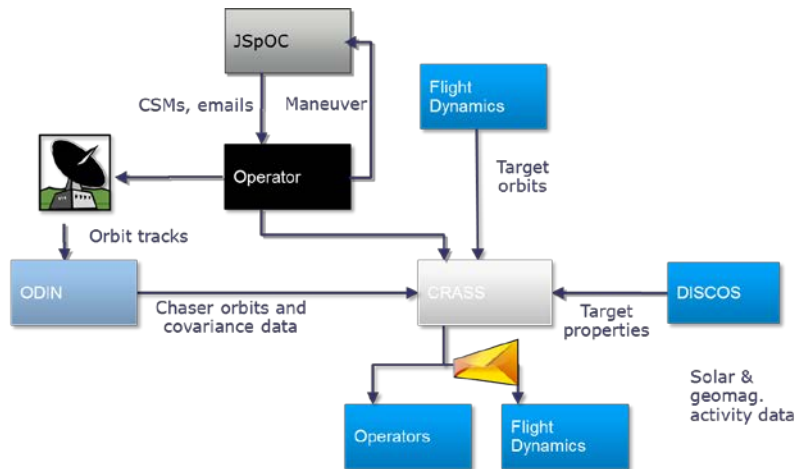 JSpOC
CSMs, emails
Maneuver
Flight
Dynamics
Operator
Target
orbits
Orbit tracks
ODIN
Chaser orbits and
covariance data
CRASS
Target
properties
DISCOS
Solar &
geomag.
activity data
Operators
Flight
Dynamics